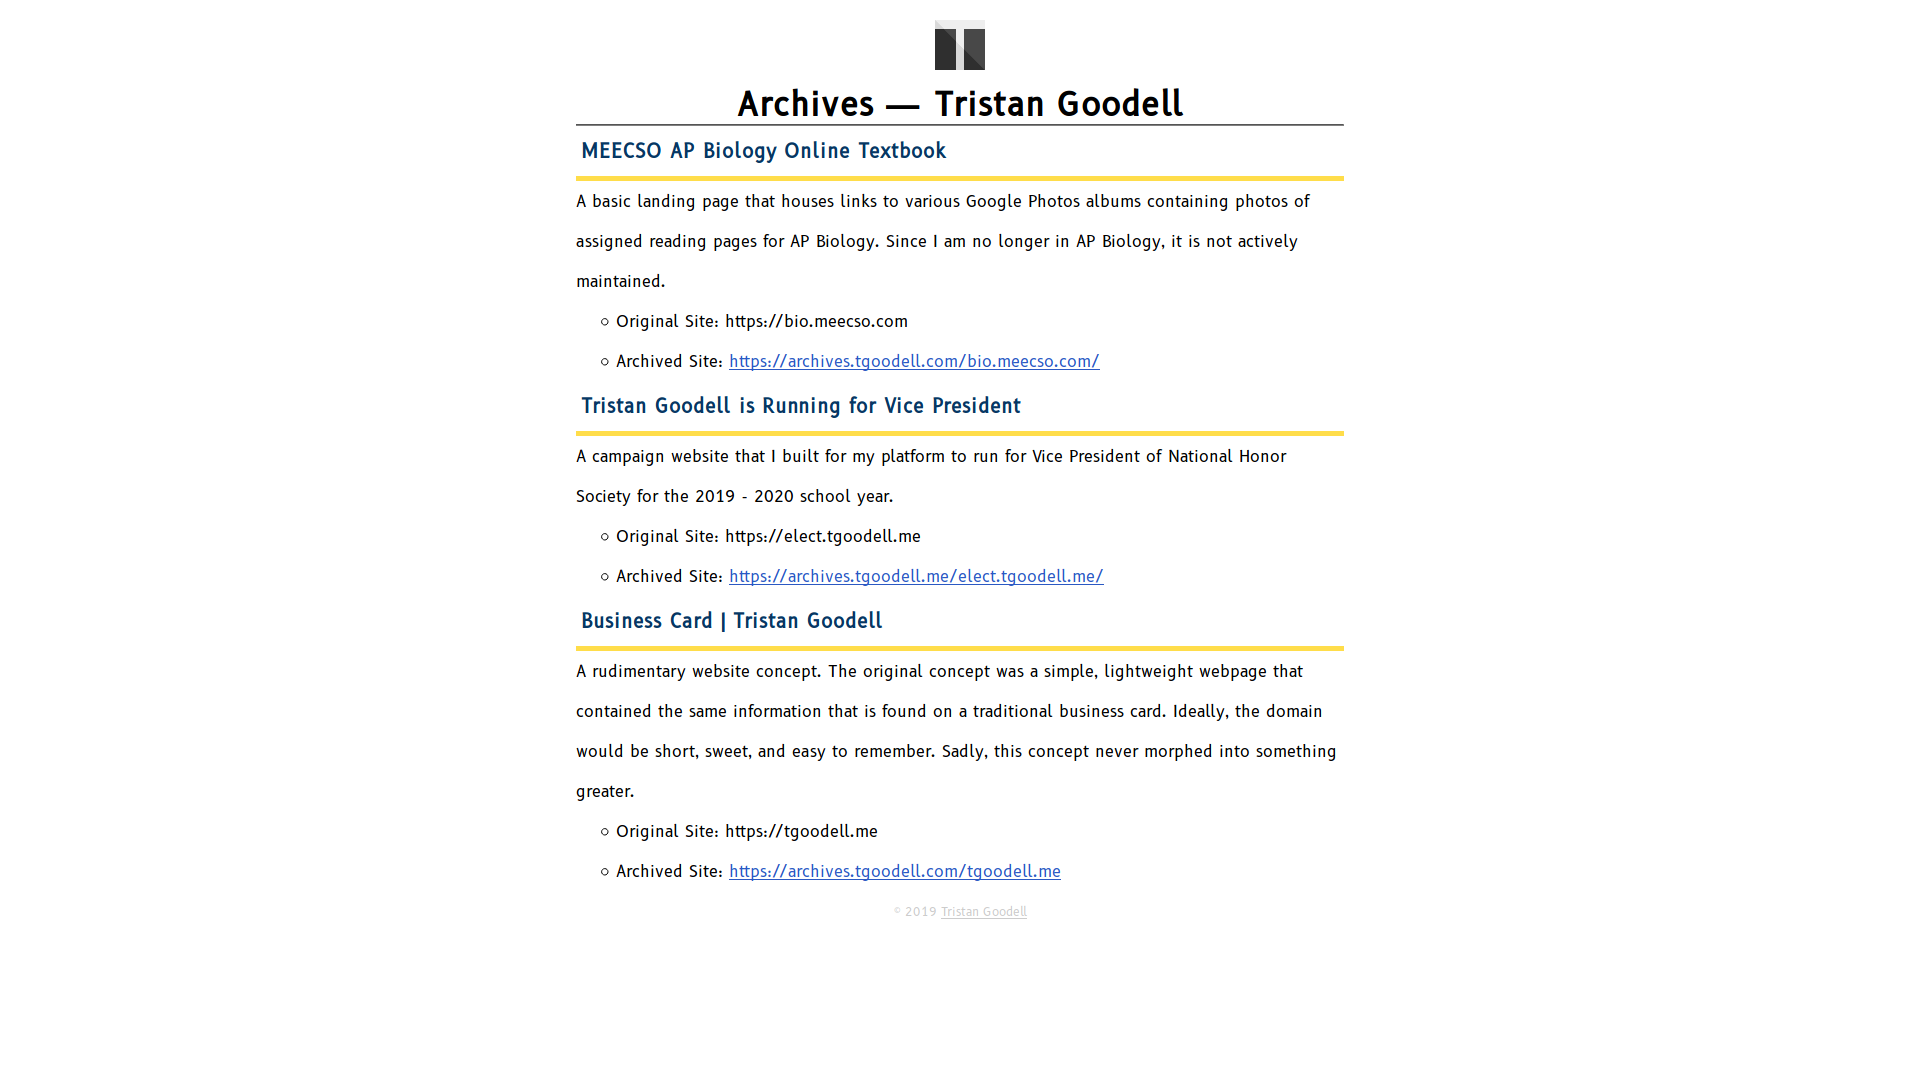 Archives — Tristan Goodell
MEECSO AP Biology Online Textbook
A basic landing page that houses links to various Google Photos albums containing photos of
assigned reading pages for AP Biology. Since I am no longer in AP Biology, it is not actively
maintained.
○ Original Site: https://bio.meecso.com
○ Archived Site: https://archives.tgoodell.com/bio.meecso.com/
Tristan Goodell is Running for Vice President
A campaign website that I built for my platform to run for Vice President of National Honor
Society for the 2019 - 2020 school year.
○ Original Site: https://elect.tgoodell.me
○ Archived Site: https://archives.tgoodell.me/elect.tgoodell.me/
Business Card | Tristan Goodell
A rudimentary website concept. The original concept was a simple, lightweight webpage that
contained the same information that is found on a traditional business card. Ideally, the domain
would be short, sweet, and easy to remember. Sadly, this concept never morphed into something
greater.
○ Original Site: https://tgoodell.me
○ Archived Site: https://archives.tgoodell.com/tgoodell.me
© 2019 Tristan Goodell